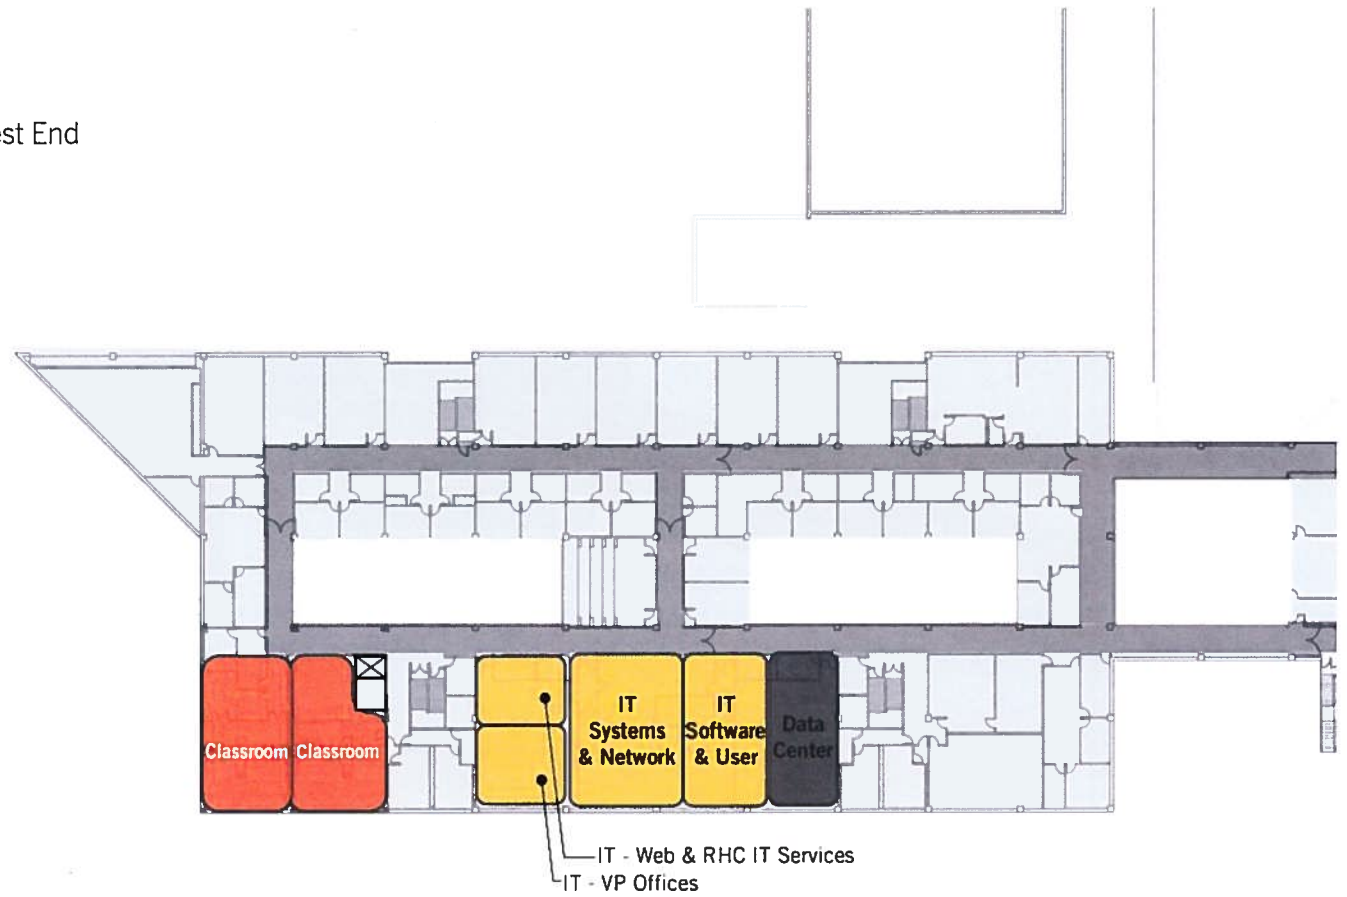 st End
Classroom
Classroom
IT
Systems
& Network
IT
Software
& User
Data
Center
IT - Web & RHC IT Services
IT - VP Offices